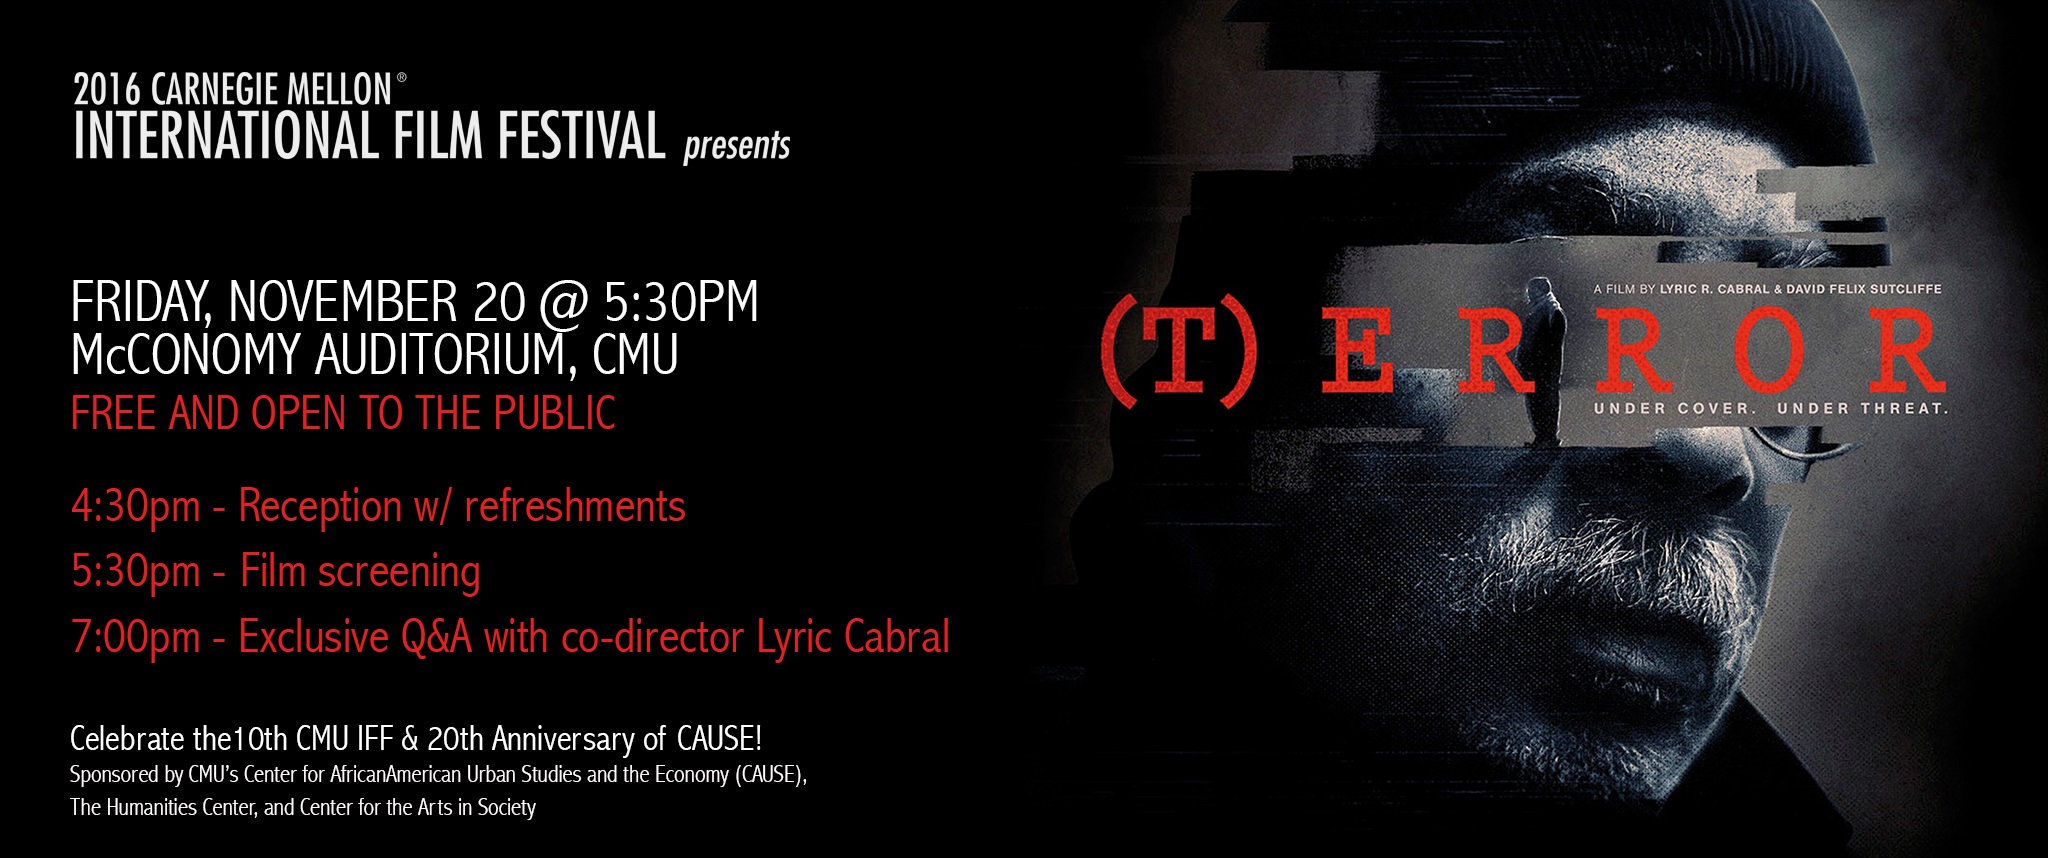 2016 CARNEGIE MELLON®
INTERNATIONAL FILM FESTIVAL presents
FRIDAY, NOVEMBER 20 @ 5:30PM
McCONOMY AUDITORIUM, CMU
FREE AND OPEN TO THE PUBLIC
4:30pm - Reception w/ refreshments
5:30pm - Film screening
7:00pm - Exclusive Q&A with co-director Lyric Cabral
Celebrate the10th CMU IFF & 20th Anniversary of CAUSE!
Sponsored by CMU's Center for AfricanAmerican Urban Studies and the Economy (CAUSE),
The Humanities Center, and Center for the Arts in Society
A FILM BY LYRIC R. CABRAL & DAVID FELIX SUTCLIFFE
(T)ERROR
UNDER COVER. UNDER THREAT.